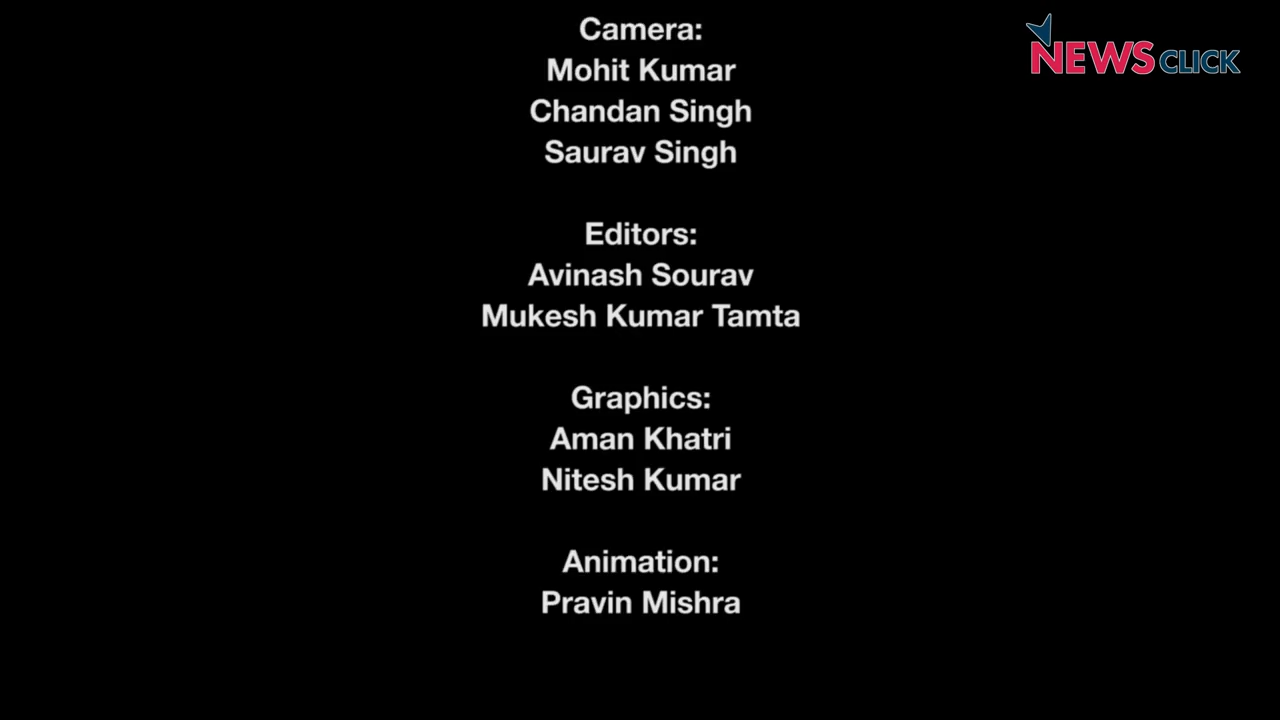 Camera:
Mohit Kumar
Chandan Singh
Saurav Singh
Editors:
Avinash Sourav
Mukesh Kumar Tamta
Graphics:
Aman Khatri
Nitesh Kumar
Animation:
Pravin Mishra
NEWSCLICK